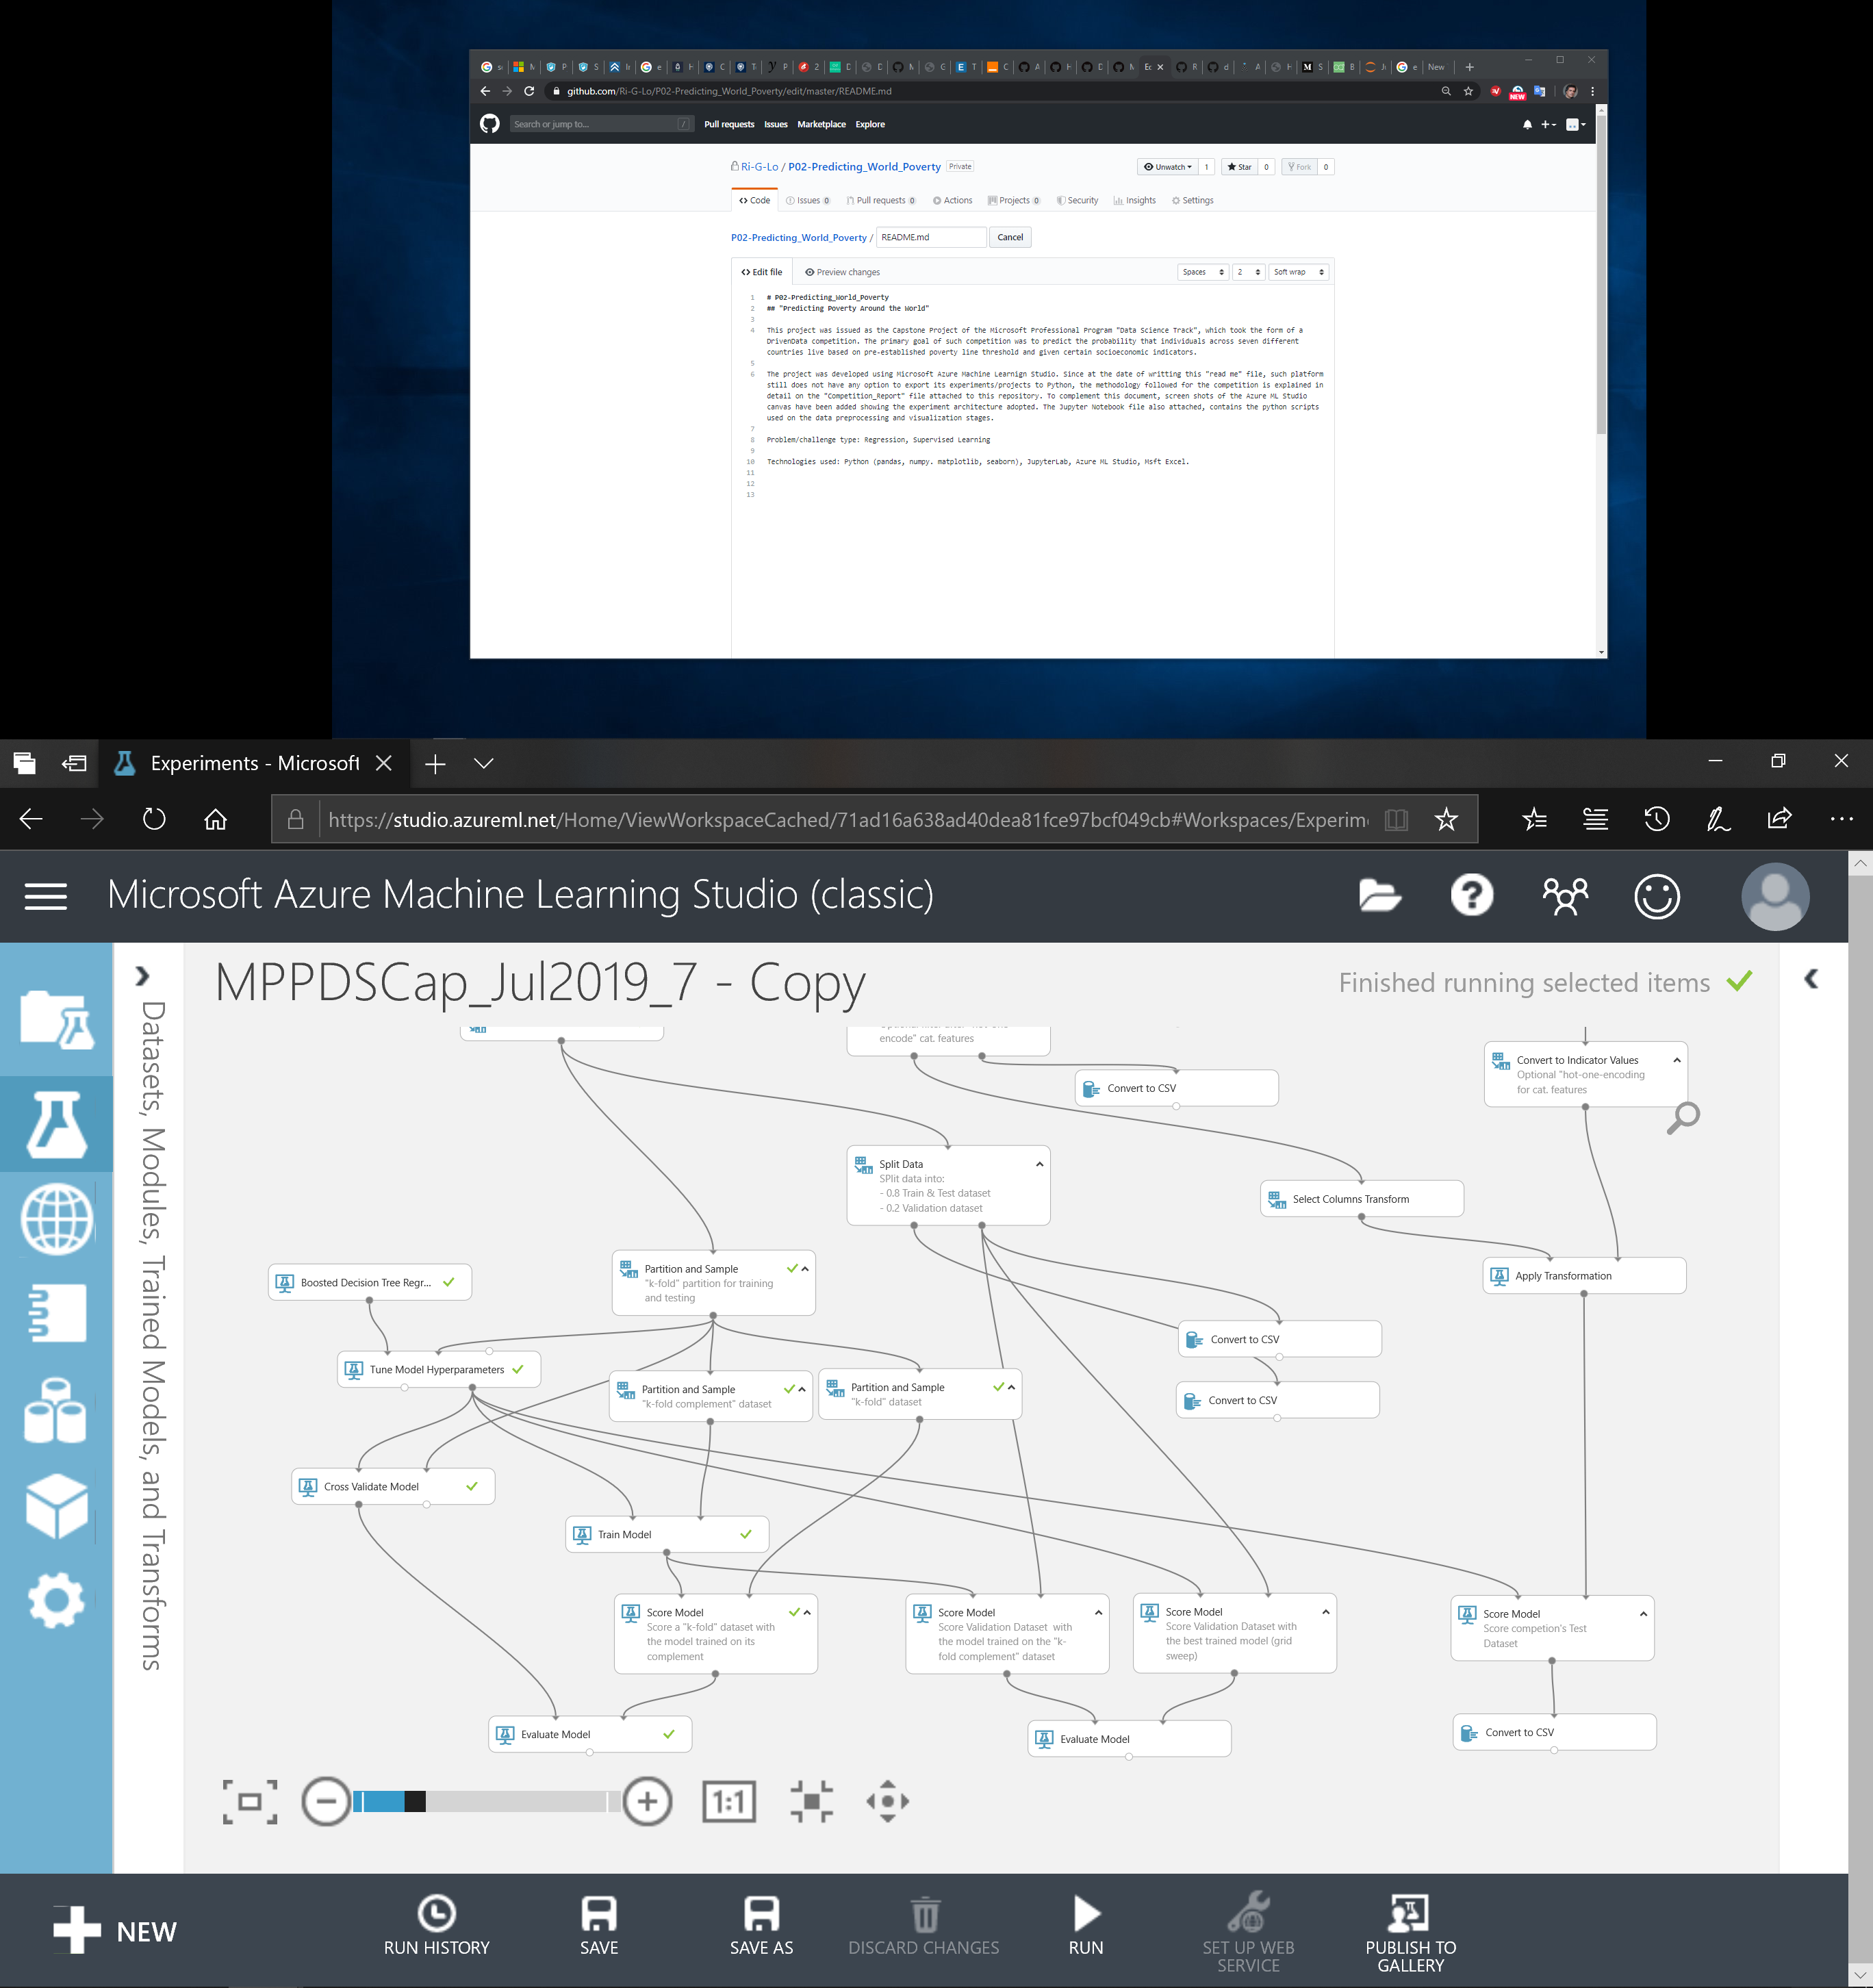 github.com/Ri-G-Lo/P02-Predicting_World_Poverty/edit/master/README.md
NEW
Search or jump to...
/
Pull requests Issues Marketplace Explore
Ri-G-Lo / P02-Predicting_World_Poverty Private
Unwatch 1 Star 0 Fork 0
Code Issues 0 Pull requests 0 Actions Projects 0 Security Insights Settings
P02-Predicting_World_Poverty / README.md Cancel
Edit file Preview changes Spaces 2 Soft wrap
1 # P02-Predicting_World_Poverty
2 ## "Predicting Poverty Around the World"
3
4 This project was issued as the Capstone Project of the Microsoft Professional Program "Data Science Track", which took the form of a
DrivenData competition. The primary goal of such competition was to predict the probability that individuals across seven different
countries live based on pre-established poverty line threshold and given certain socioeconomic indicators.
5
6 The project was developed using Microsoft Azure Machine Learnign Studio. Since at the date of writting this "read me" file, such platform
still does not have any option to export its experiments/projects to Python, the methodology followed for the competition is explained in
detail on the "Competition_Report" file attached to this repository. To complement this document, screen shots of the Azure ML Studio
canvas have been added showing the experiment architecture adopted. The Jupyter Notebook file also attached, contains the python scripts
used on the data preprocessing and visualization stages.
7
8 Problem/challenge type: Regression, Supervised Learning
9
10 Technologies used: Python (pandas, numpy. matplotlib, seaborn), JupyterLab, Azure ML Studio, Msft Excel.
11
12
13
Experiments - Microsoft
https://studio.azureml.net/Home/ViewWorkspaceCached/71ad16a638ad40dea81fce97bcf049cb#Workspaces/Experim
Microsoft Azure Machine Learning Studio (classic)
MPPDSCap_Jul2019_7 - Copy
Finished running selected items
Datasets, Modules, Trained Models, and Transforms
encode" cat. features
Convert to CSV
Convert to Indicator Values
Optional "hot-one-encoding
for cat. features
Split Data
SPlit data into:
- 0.8 Train & Test dataset
- 0.2 Validation dataset
Select Columns Transform
Boosted Decision Tree Regr...
Partition and Sample
"k-fold" partition for training
and testing
Apply Transformation
Convert to CSV
Tune Model Hyperparameters
Partition and Sample
"k-fold complement" dataset
Partition and Sample
"k-fold" dataset
Convert to CSV
Cross Validate Model
Train Model
Score Model
Score a "k-fold" dataset with
the model trained on its
complement
Score Model
Score Validation Dataset with
the model trained on the "k-
fold complement" dataset
Score Model
Score Validation Dataset with
the best trained model (grid
sweep)
Score Model
Score competion's Test
Dataset
Evaluate Model
Evaluate Model
Convert to CSV
1:1
NEW
RUN HISTORY
SAVE
SAVE AS
DISCARD CHANGES
RUN
SET UP WEB
SERVICE
PUBLISH TO
GALLERY